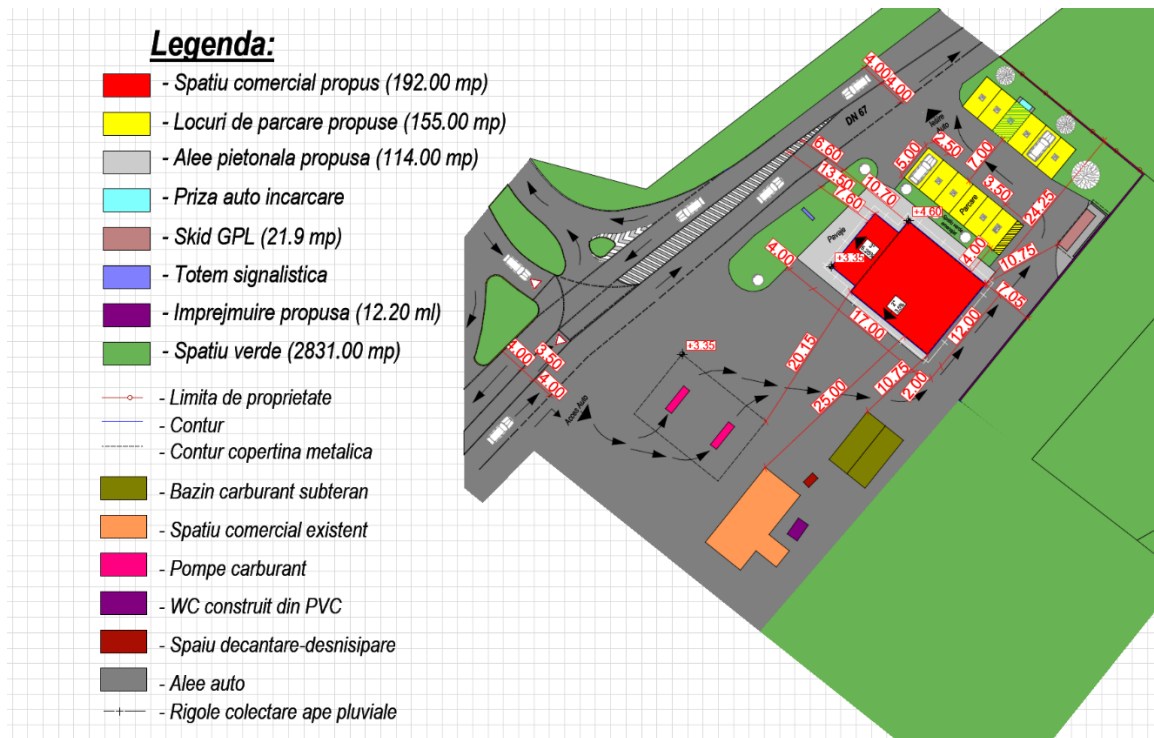 Legenda:
- Spatiu comercial propus (192.00 mp)
- Locuri de parcare propuse (155.00 mp)
- Alee pietonala propusa (114.00 mp)
- Priza auto incarcare
- Skid GPL (21.9 mp)
- Totem signalistica
- Imprejmuire propusa (12.20 ml)
- Spatiu verde (2831.00 mp)
- Limita de proprietate
- Contur
- Contur copertina metalica
- Bazin carburant subteran
- Spatiu comercial existent
- Pompe carburant
- WC construit din PVC
- Spaiu decantare-desnisipare
- Alee auto
- Rigole colectare ape pluviale
4.00
4.00
DN 67
Iesire
Auto
6.60
5.00
2.50
7.00
13.50
10.70
7.60
3.50
24.25
Parcare
+4.60
Pavaje
+3.35
4.00
4.00
10.75
7.05
17.00
12.00
20.15
+3.35
10.75
2.00
25.00
4.00
3.50
4.00
Acces Auto